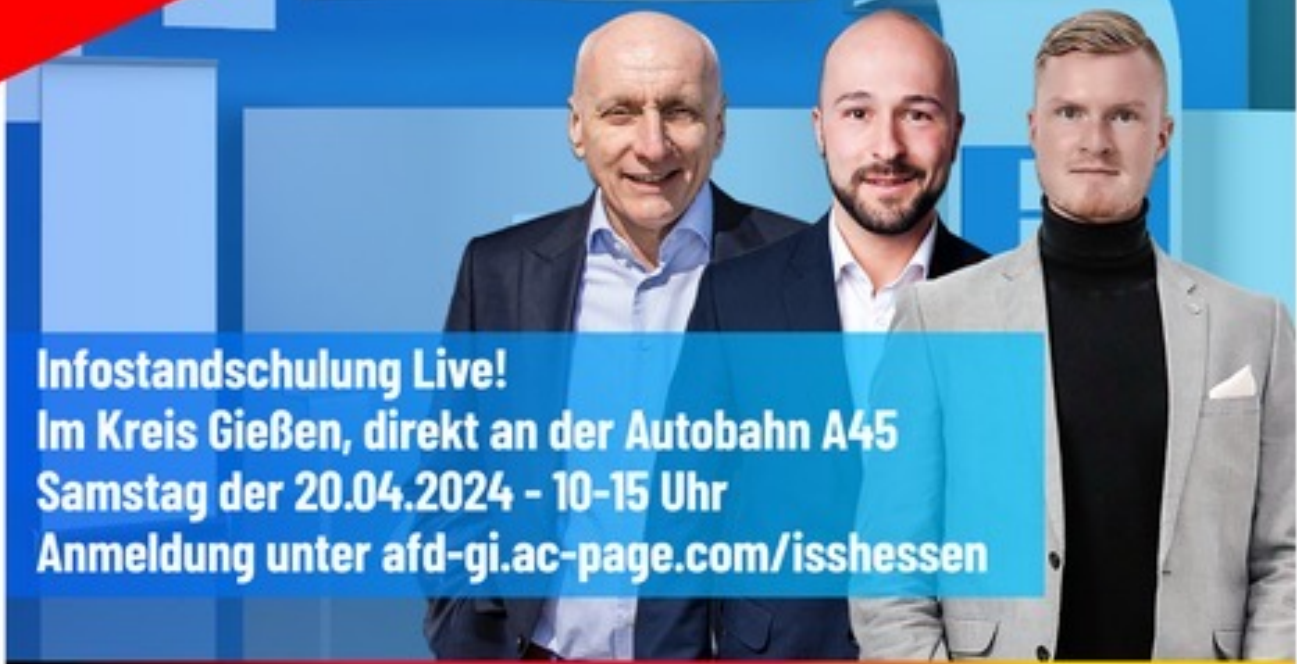 Infostandschulung Live!
Im Kreis Gießen, direkt an der Autobahn A45
Samstag der 20.04.2024 - 10-15 Uhr
Anmeldung unter afd-gi.ac-page.com/isshessen